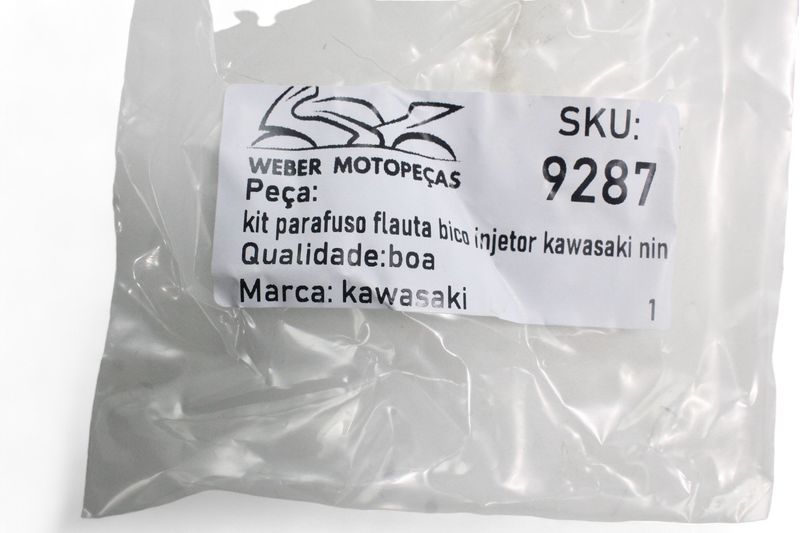 WEBER MOTOPEÇAS
SKU:
9287
Peça:
kit parafuso flauta bico injetor kawasaki nin
Qualidade:boa
Marca: kawasaki
1